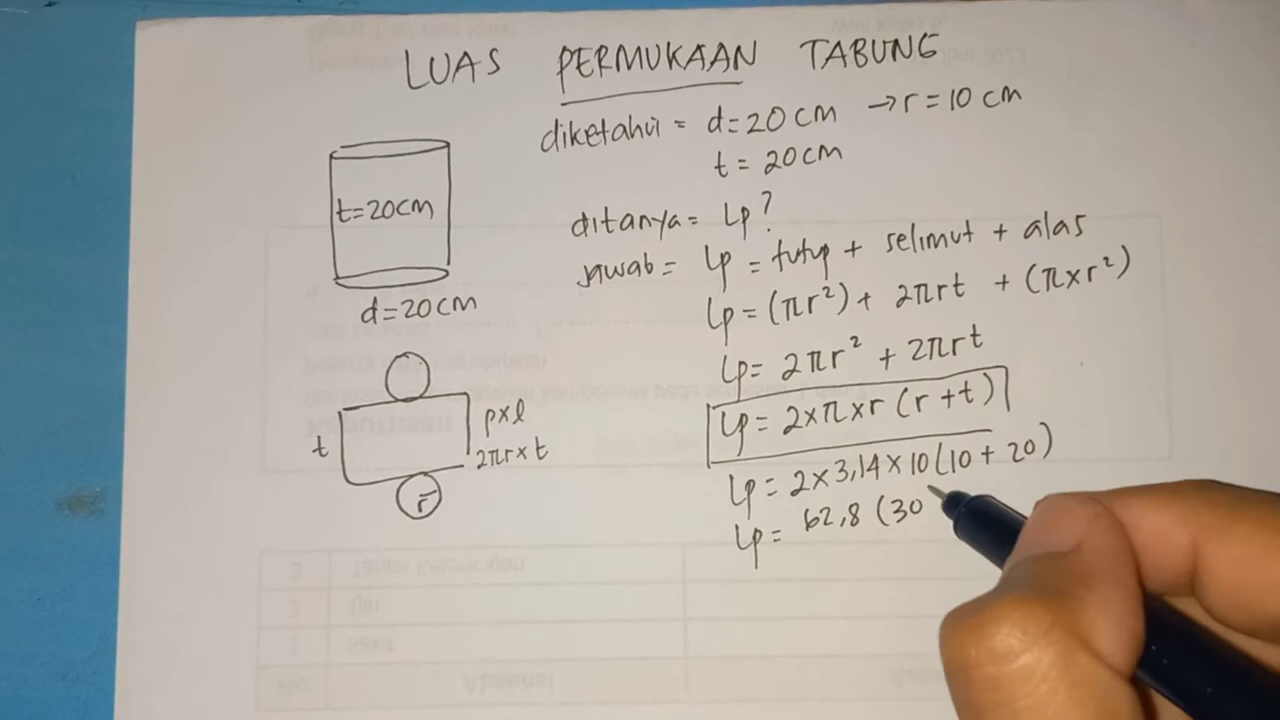 LUAS PERMUKAAN TABUNG
diketahui = d=20 cm → r = 10 cm
t = 20 cm
t=20cm
d=20cm
ditanya = Lp?
jawab = Lp = tutup + selimut + alas
Lp = (πr²) + 2πrt + (π×r²)
Lp = 2πr² + 2πrt
Lp = 2×π×r (r+t)
Lp = 2×3,14×10(10+20)
Lp = 62,8 (30
t
p×l
2πr×t
r